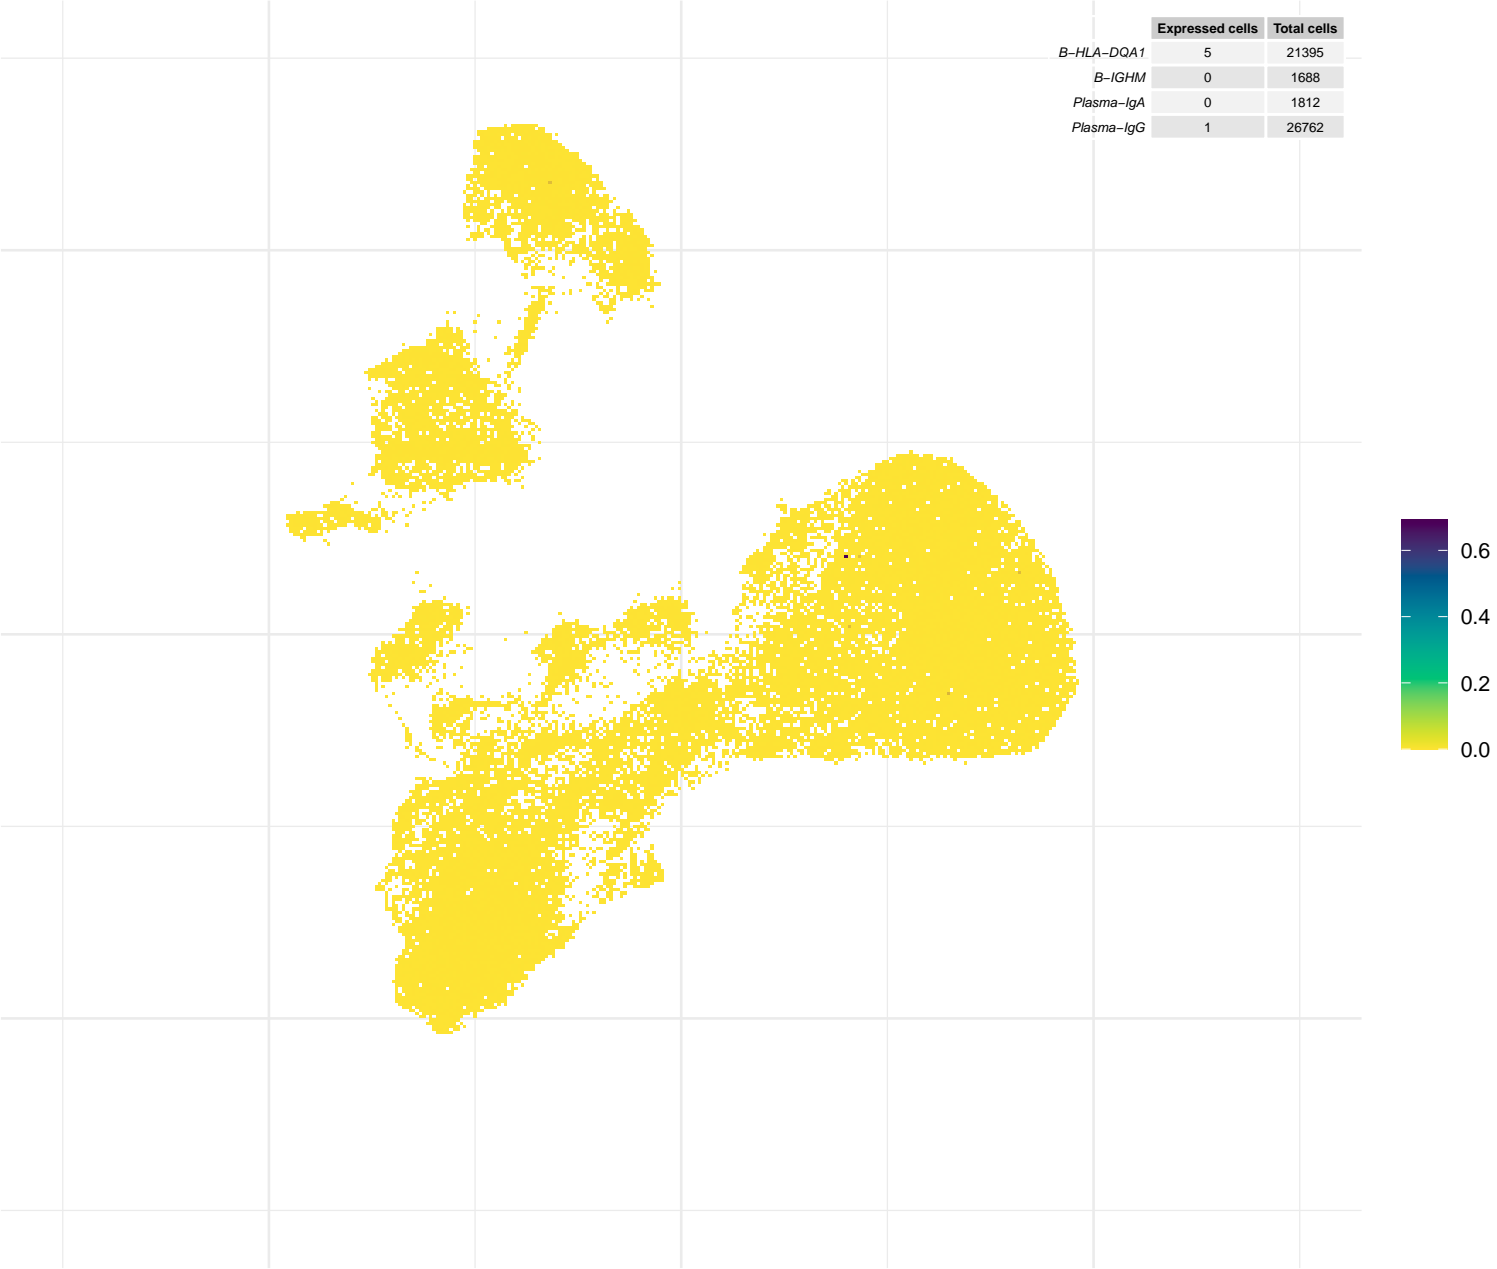 Expressed cells Total cells
B−HLA−DQA1 5 21395
B−IGHM 0 1688
Plasma−IgA 0 1812
Plasma−IgG 1 26762
0.6
0.4
0.2
0.0